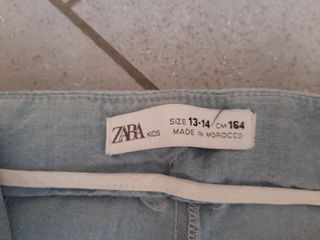 ZARA KIDS
SIZE 13-14 / CM 164
MADE IN MOROCCO